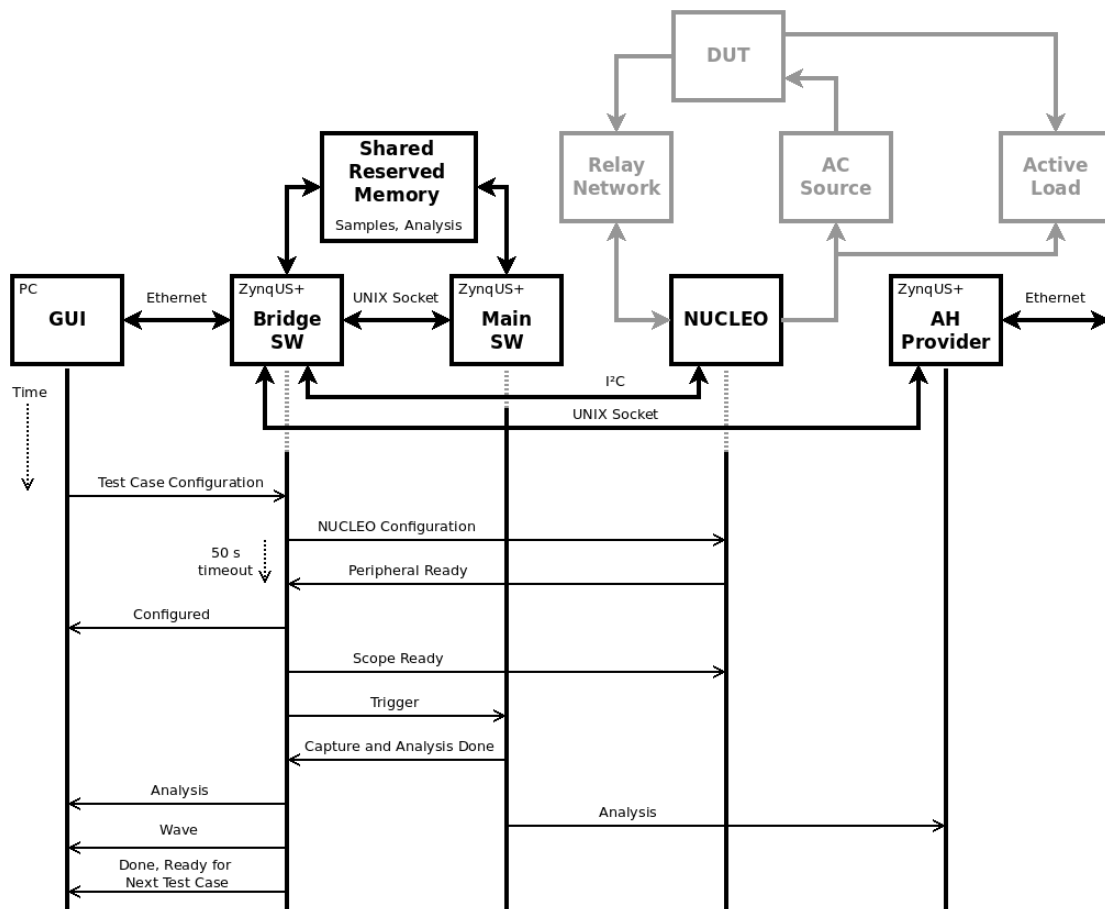 DUT
Shared
Reserved
Memory
Samples, Analysis
Relay
Network
AC
Source
Active
Load
PC
GUI
Ethernet
ZynqUS+
Bridge
SW
UNIX Socket
ZynqUS+
Main
SW
NUCLEO
ZynqUS+
AH
Provider
Ethernet
I²C
UNIX Socket
Time
Test Case Configuration
NUCLEO Configuration
50 s
timeout
Peripheral Ready
Configured
Scope Ready
Trigger
Capture and Analysis Done
Analysis
Analysis
Wave
Done, Ready for
Next Test Case